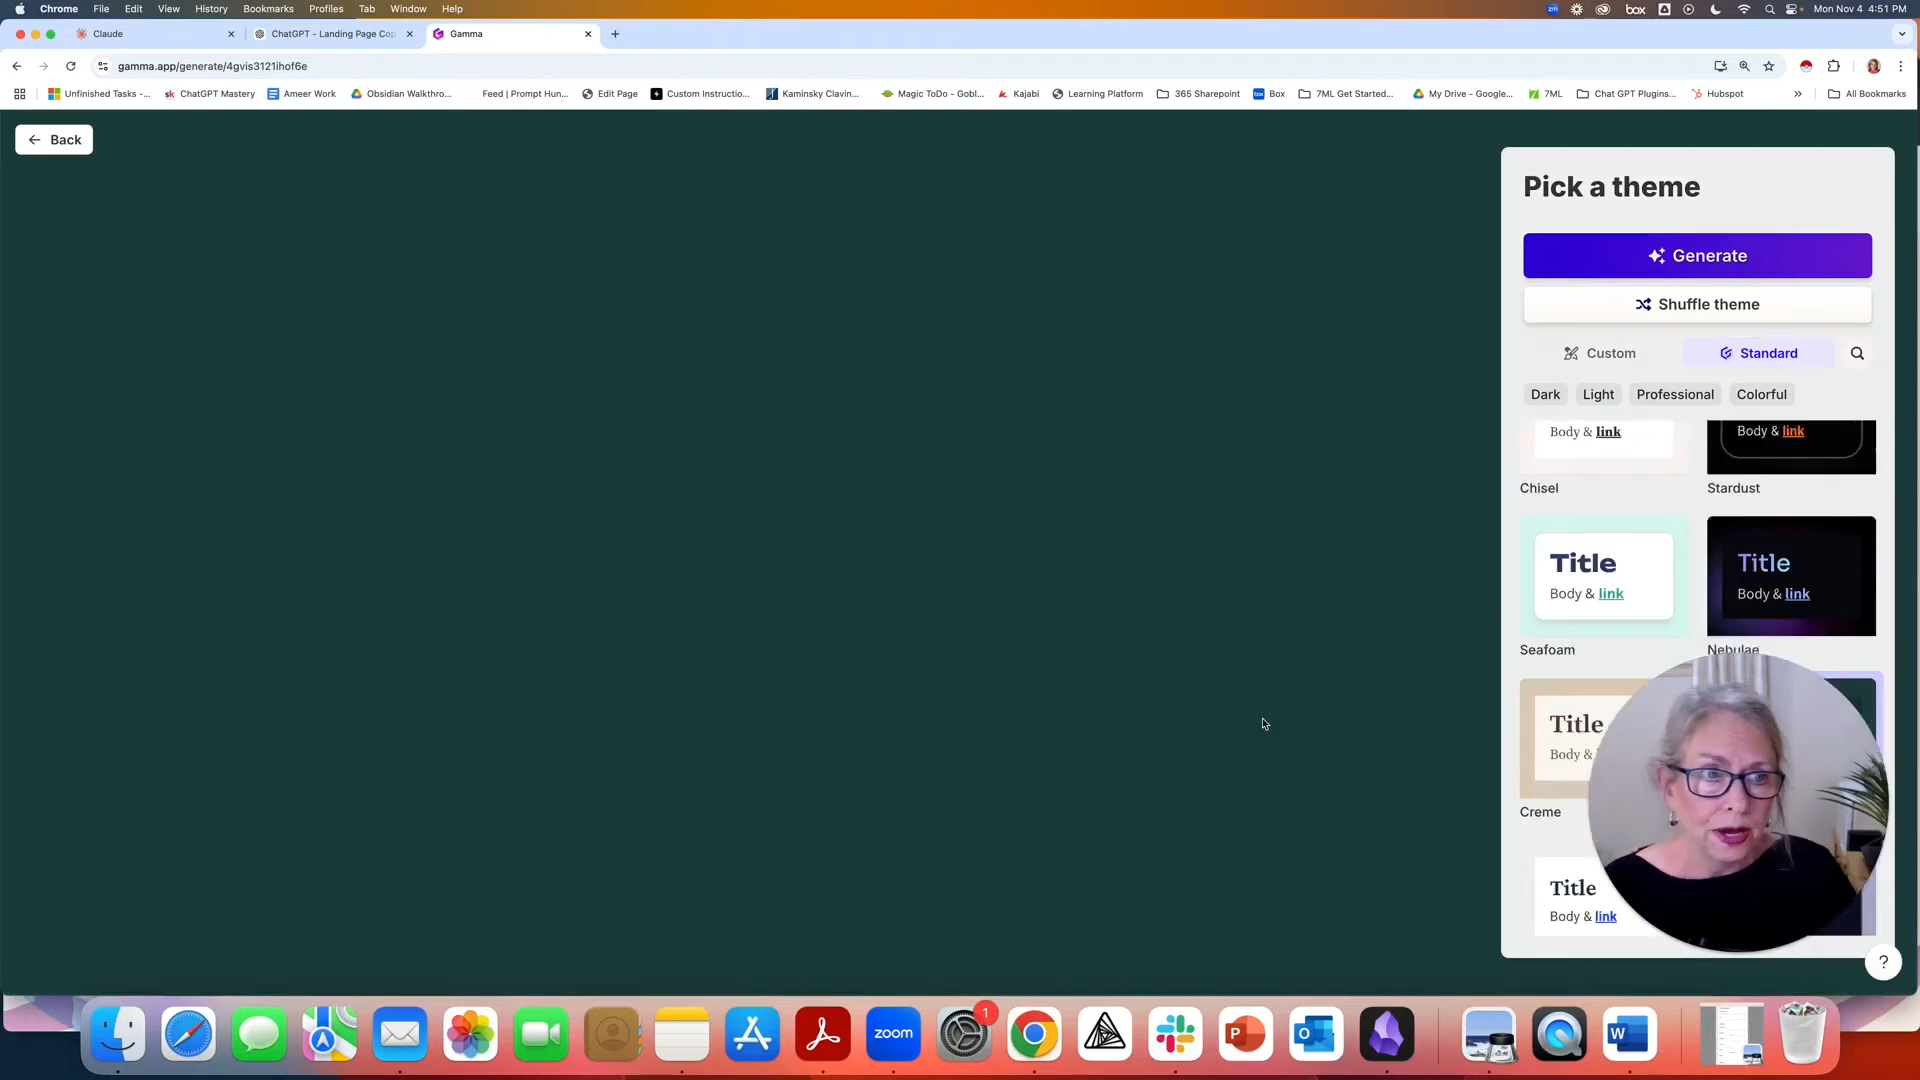 Chrome File Edit View History Bookmarks Profiles Tab Window Help
zm box Mon Nov 4 4:51 PM
Claude ChatGPT - Landing Page Cop Gamma
gamma.app/generate/4gvis3121ihof6e
Unfinished Tasks -... ChatGPT Mastery Ameer Work Obsidian Walkthro... Feed | Prompt Hun... Edit Page Custom Instructio... Kaminsky Clavin... Magic ToDo - Gobl... Kajabi Learning Platform 365 Sharepoint Box My Drive - Google... 7ML 7ML Get Started... Chat GPT Plugins... Hubspot All Bookmarks
Back
Pick a theme
Generate
Shuffle theme
Custom Standard
Dark Light Professional Colorful
Body & link Body & link
Chisel Stardust
Title Title
Body & link Body & link
Seafoam Nebulae
Title
Body &
Creme
Title
Body & link
?
1
zoom